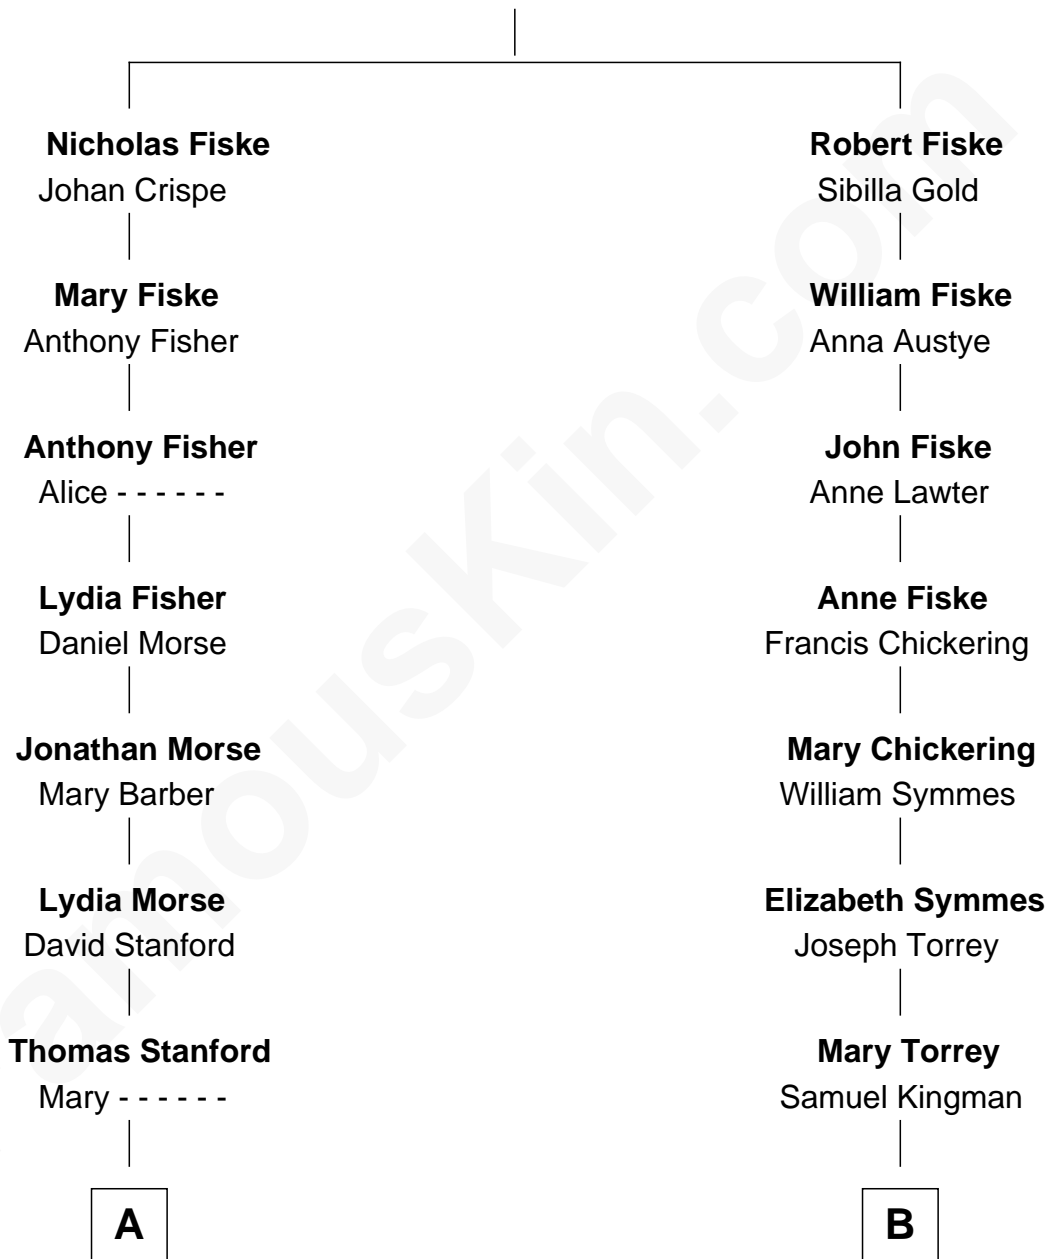 Nicholas Fiske
Johan Crispe
Mary Fiske
Anthony Fisher
Anthony Fisher
Alice - - - - - -
Lydia Fisher
Daniel Morse
Jonathan Morse
Mary Barber
Lydia Morse
David Stanford
Thomas Stanford
Mary - - - - - -
A
Robert Fiske
Sibilla Gold
William Fiske
Anna Austye
John Fiske
Anne Lawter
Anne Fiske
Francis Chickering
Mary Chickering
William Symmes
Elizabeth Symmes
Joseph Torrey
Mary Torrey
Samuel Kingman
B
amousKin.com